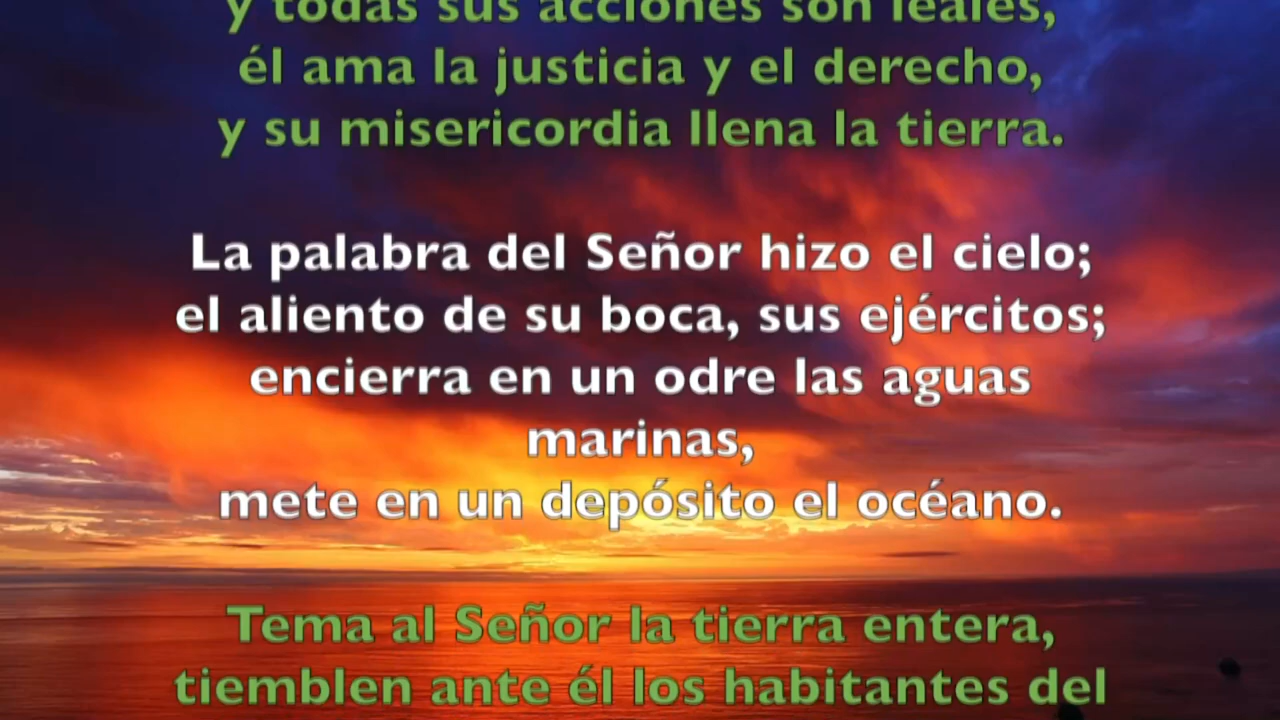 y todas sus acciones son leales,
él ama la justicia y el derecho,
y su misericordia llena la tierra.
La palabra del Señor hizo el cielo;
el aliento de su boca, sus ejércitos;
encierra en un odre las aguas
marinas,
mete en un depósito el océano.
Tema al Señor la tierra entera,
tiemblen ante él los habitantes del